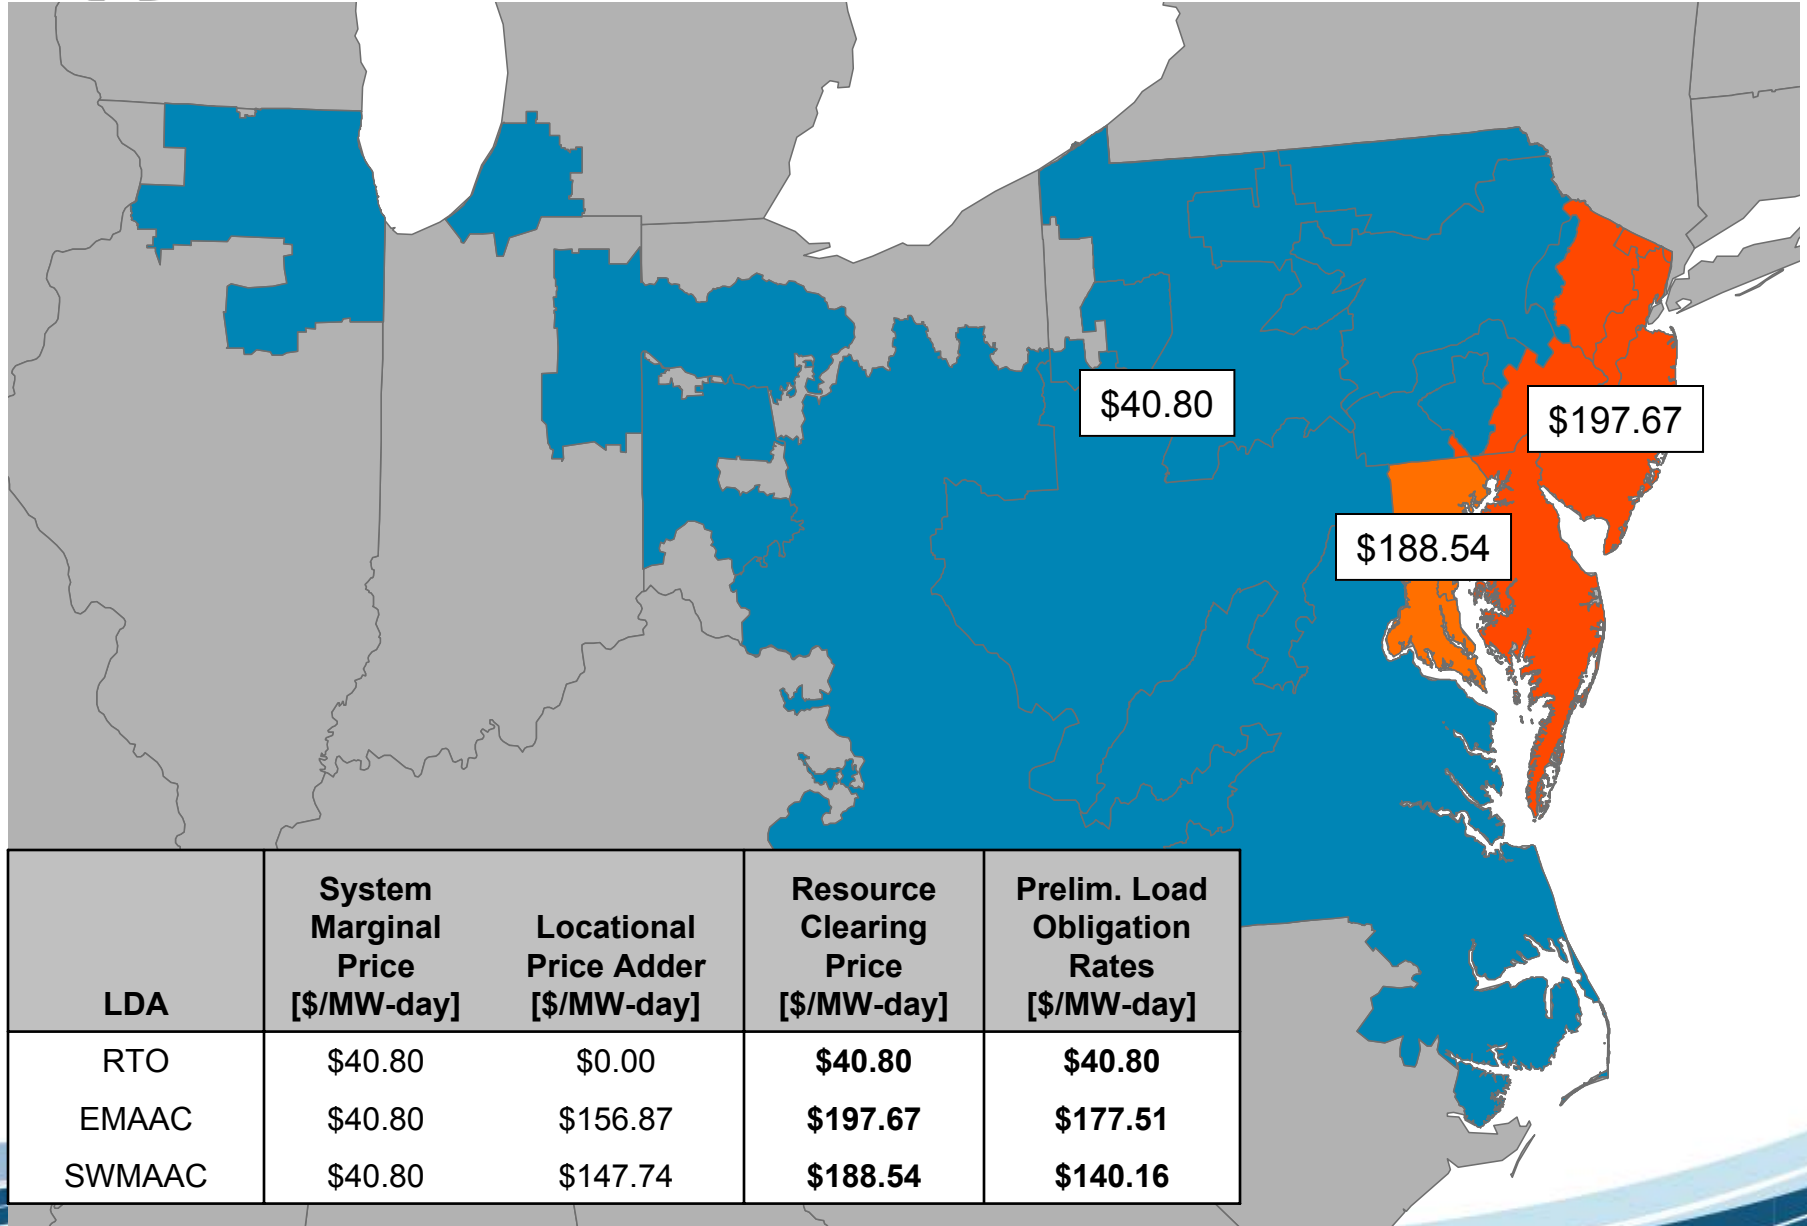 $40.80
$197.67
$188.54
LDA
System
Marginal
Price
[$/MW-day]
Locational
Price Adder
[$/MW-day]
Resource
Clearing
Price
[$/MW-day]
Prelim. Load
Obligation
Rates
[$/MW-day]
RTO $40.80 $0.00 $40.80 $40.80
EMAAC $40.80 $156.87 $197.67 $177.51
SWMAAC $40.80 $147.74 $188.54 $140.16